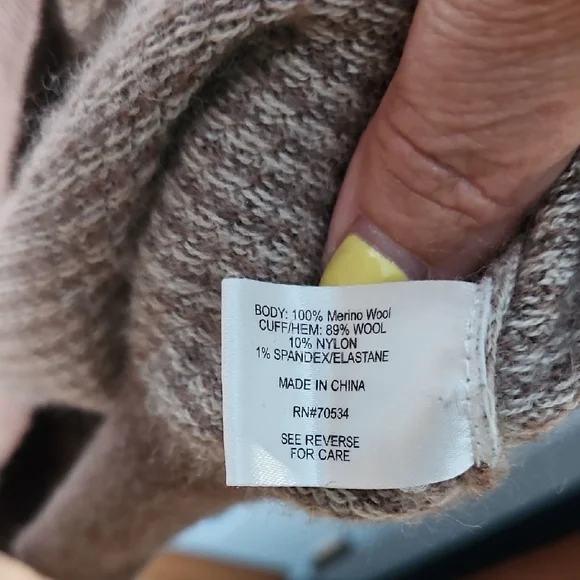 BODY: 100% Merino Wool
CUFF/HEM: 89% WOOL
10% NYLON
1% SPANDEX/ELASTANE
MADE IN CHINA
RN#70534
SEE REVERSE
FOR CARE